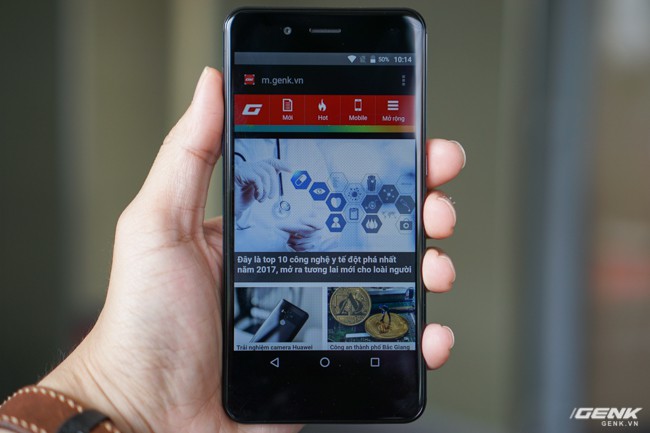 50% 10:14
m.genk.vn
G Mới Hot Mobile Mở rộng
Đây là top 10 công nghệ y tế đột phá nhất
năm 2017, mở ra tương lai mới cho loài người
Trải nghiệm camera Huawei
Công an thành phố Bắc Giang
GENK
GENK.VN